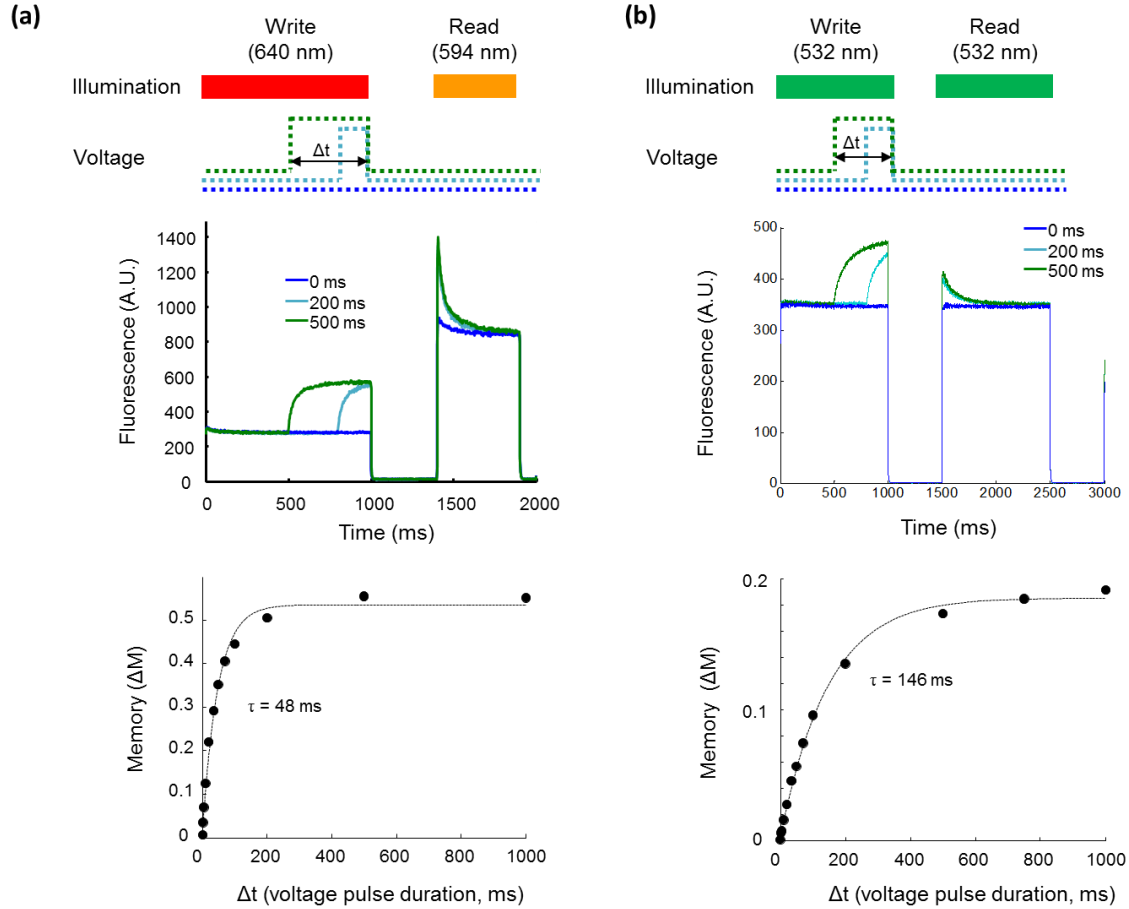 (a)
Write
(640 nm)
Read
(594 nm)
Illumination
Voltage
Δt
1400
1200
1000
800
600
400
200
0
0 ms
200 ms
500 ms
Fluorescence (A.U.)
0
500
1000
1500
2000
Time (ms)
0.5
0.4
0.3
0.2
0.1
0
τ = 48 ms
Memory (ΔM)
0
200
400
600
800
1000
Δt (voltage pulse duration, ms)
(b)
Write
(532 nm)
Read
(532 nm)
Illumination
Voltage
Δt
500
400
300
200
100
0
0 ms
200 ms
500 ms
Fluorescence (A.U.)
0
500
1000
1500
2000
2500
3000
Time (ms)
0.2
0.1
0
τ = 146 ms
Memory (ΔM)
0
200
400
600
800
1000
Δt (voltage pulse duration, ms)